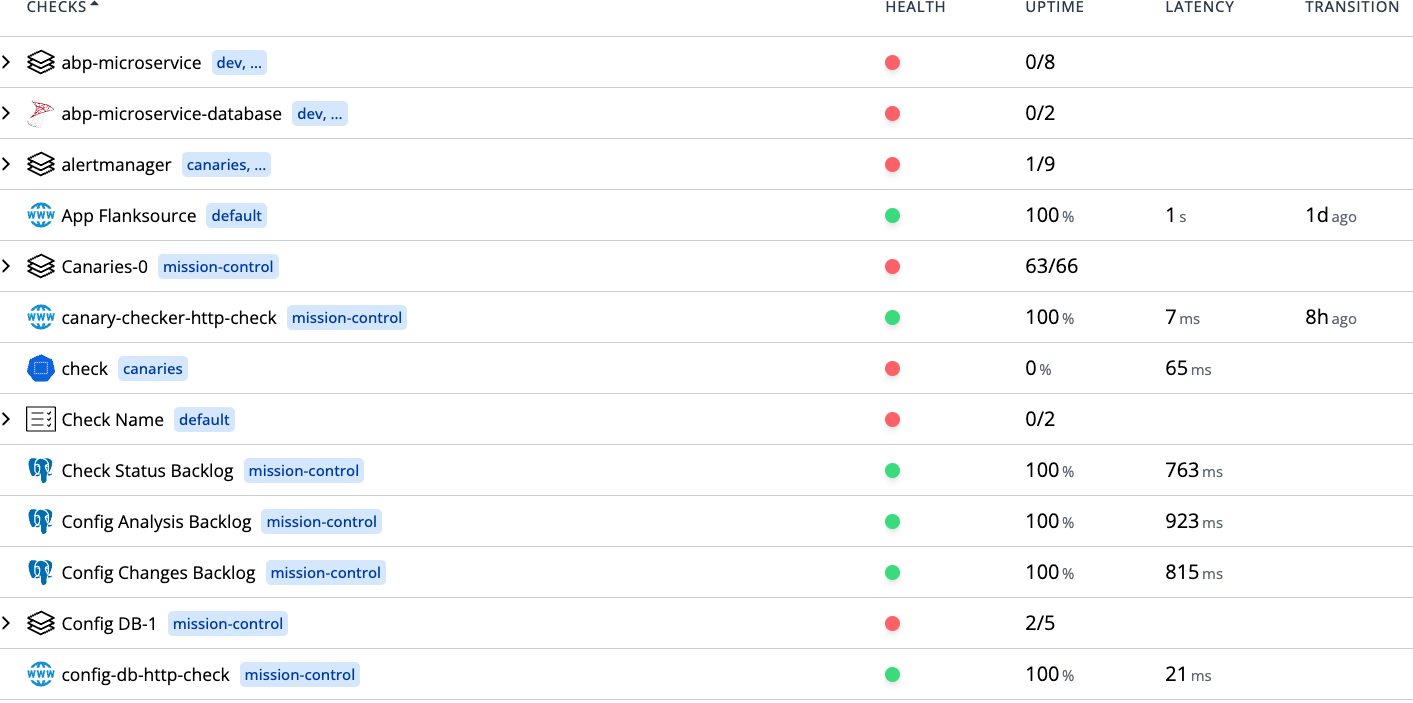 CHECKS HEALTH UPTIME LATENCY TRANSITION
abp-microservice dev, ... 0/8
abp-microservice-database dev, ... 0/2
alertmanager canaries, ... 1/9
www App Flanksource default 100 % 1 s 1d ago
Canaries-0 mission-control 63/66
www canary-checker-http-check mission-control 100 % 7 ms 8h ago
check canaries 0 % 65 ms
Check Name default 0/2
Check Status Backlog mission-control 100 % 763 ms
Config Analysis Backlog mission-control 100 % 923 ms
Config Changes Backlog mission-control 100 % 815 ms
Config DB-1 mission-control 2/5
www config-db-http-check mission-control 100 % 21 ms